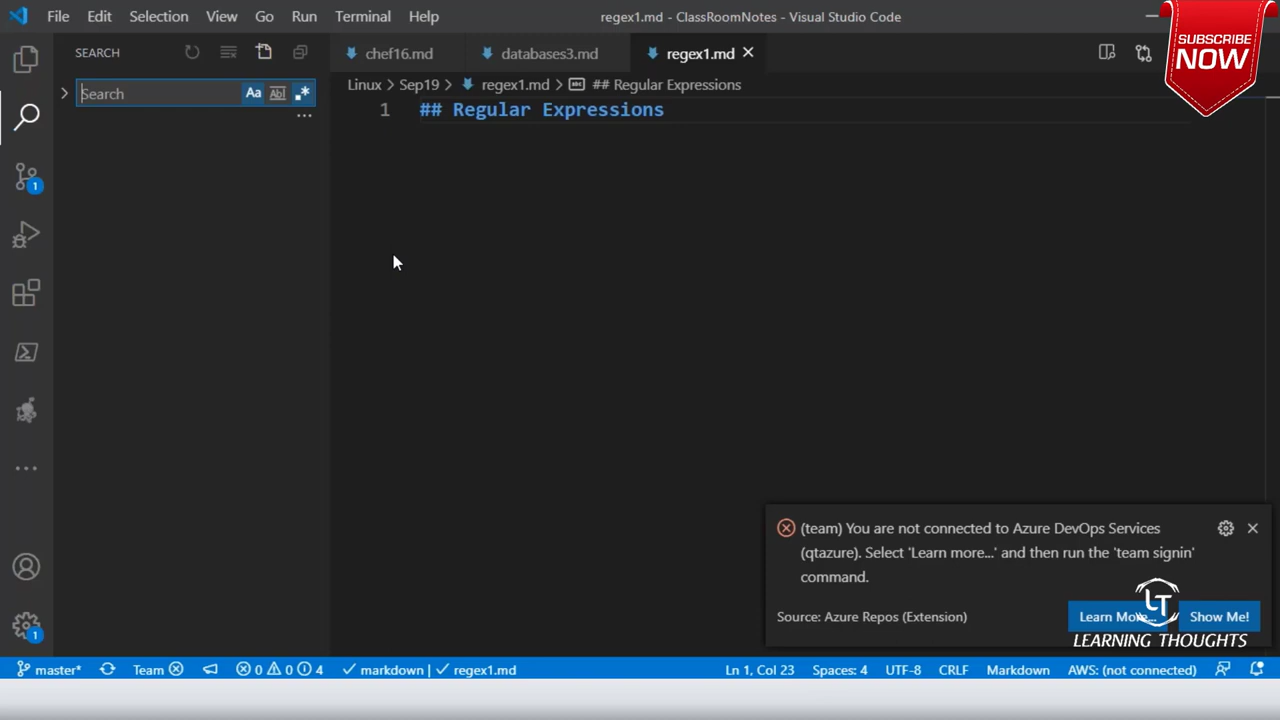 File Edit Selection View Go Run Terminal Help
regex1.md - ClassRoomNotes - Visual Studio Code
SUBSCRIBE
NOW
SEARCH
chef16.md
databases3.md
regex1.md
Search
Aa
Abl
Linux > Sep19 > regex1.md > ## Regular Expressions
1 ## Regular Expressions
1
(team) You are not connected to Azure DevOps Services
(qtazure). Select 'Learn more...' and then run the 'team signin'
command.
Source: Azure Repos (Extension)
Learn More...
Show Me!
LT
LEARNING THOUGHTS
1
master* Team 0 0 4 markdown | regex1.md Ln 1, Col 23 Spaces: 4 UTF-8 CRLF Markdown AWS: (not connected)